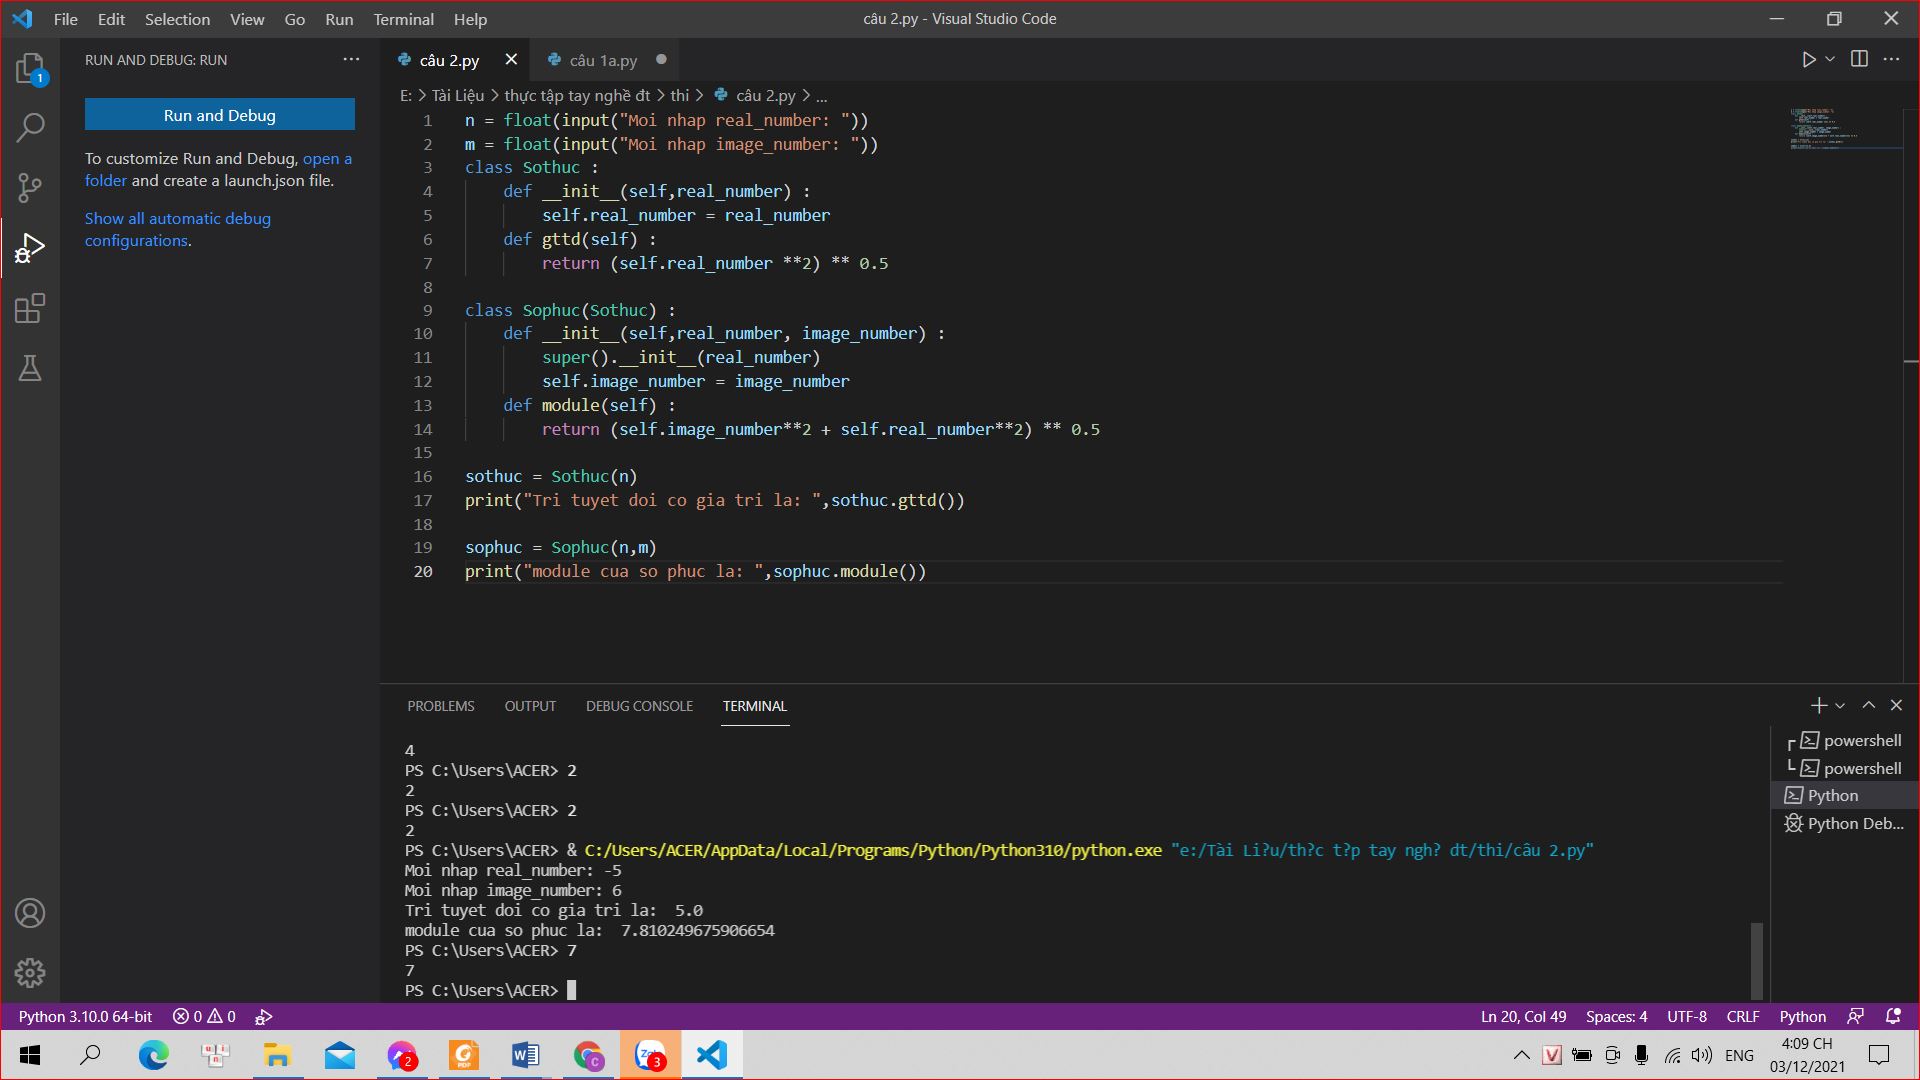 File Edit Selection View Go Run Terminal Help
câu 2.py - Visual Studio Code
RUN AND DEBUG: RUN
Run and Debug
To customize Run and Debug, open a
folder and create a launch.json file.
Show all automatic debug
configurations.
1
câu 2.py
câu 1a.py
E: > Tài Liệu > thực tập tay nghề đt > thi > câu 2.py > ...
1 n = float(input("Moi nhap real_number: "))
2 m = float(input("Moi nhap image_number: "))
3 class Sothuc :
4     def __init__(self,real_number) :
5         self.real_number = real_number
6     def gttd(self) :
7         return (self.real_number **2) ** 0.5
8
9 class Sophuc(Sothuc) :
10     def __init__(self,real_number, image_number) :
11         super().__init__(real_number)
12         self.image_number = image_number
13     def module(self) :
14         return (self.image_number**2 + self.real_number**2) ** 0.5
15
16 sothuc = Sothuc(n)
17 print("Tri tuyet doi co gia tri la: ",sothuc.gttd())
18
19 sophuc = Sophuc(n,m)
20 print("module cua so phuc la: ",sophuc.module())
PROBLEMS OUTPUT DEBUG CONSOLE TERMINAL
4
PS C:\Users\ACER> 2
2
PS C:\Users\ACER> 2
2
PS C:\Users\ACER> & C:/Users/ACER/AppData/Local/Programs/Python/Python310/python.exe "e:/Tài Li?u/th?c t?p tay ngh? dt/thi/câu 2.py"
Moi nhap real_number: -5
Moi nhap image_number: 6
Tri tuyet doi co gia tri la:  5.0
module cua so phuc la:  7.810249675906654
PS C:\Users\ACER> 7
7
PS C:\Users\ACER>
powershell
powershell
Python
Python Deb...
Python 3.10.0 64-bit 0 0
Ln 20, Col 49 Spaces: 4 UTF-8 CRLF Python
2
PDF
W
C
3
V
ENG
4:09 CH
03/12/2021